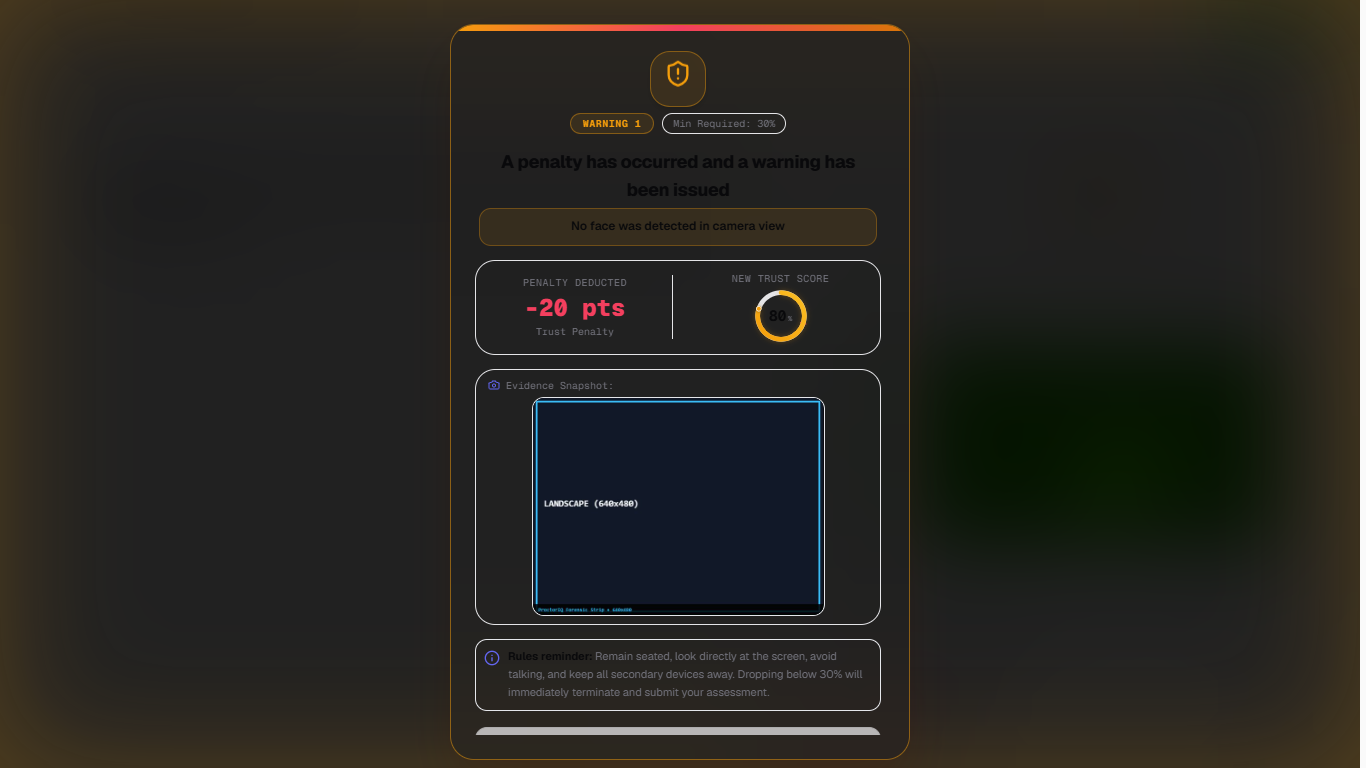 WARNING 1
Min Required: 30%
A penalty has occurred and a warning has
been issued
No face was detected in camera view
PENALTY DEDUCTED
-20 pts
Trust Penalty
NEW TRUST SCORE
80%
Evidence Snapshot:
LANDSCAPE (640x480)
Rules reminder: Remain seated, look directly at the screen, avoid
talking, and keep all secondary devices away. Dropping below 30% will
immediately terminate and submit your assessment.